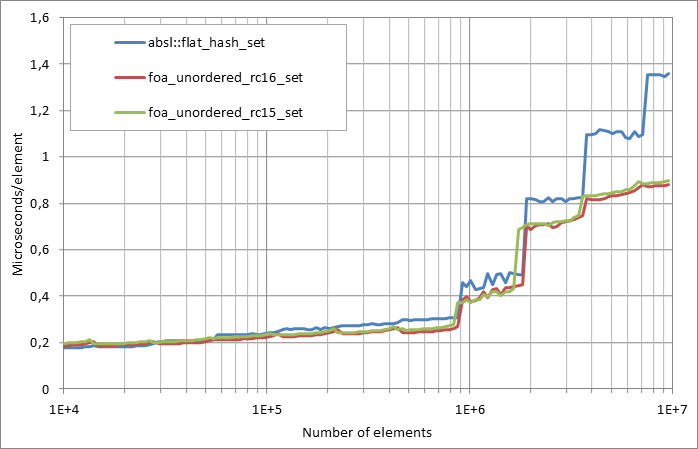 1,6
1,4
1,2
1
0,8
0,6
0,4
0,2
0
Microseconds/element
absl::flat_hash_set
foa_unordered_rc16_set
foa_unordered_rc15_set
1E+4
1E+5
1E+6
1E+7
Number of elements